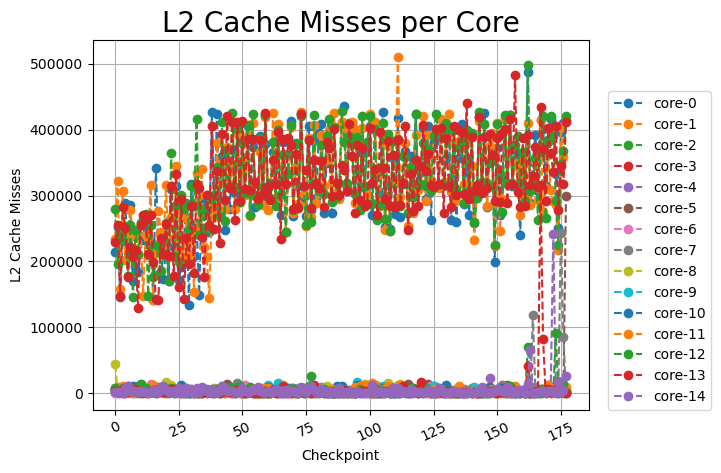 L2 Cache Misses per Core
L2 Cache Misses
500000
400000
300000
200000
100000
0
0 25 50 75 100 125 150 175
Checkpoint
core-0
core-1
core-2
core-3
core-4
core-5
core-6
core-7
core-8
core-9
core-10
core-11
core-12
core-13
core-14